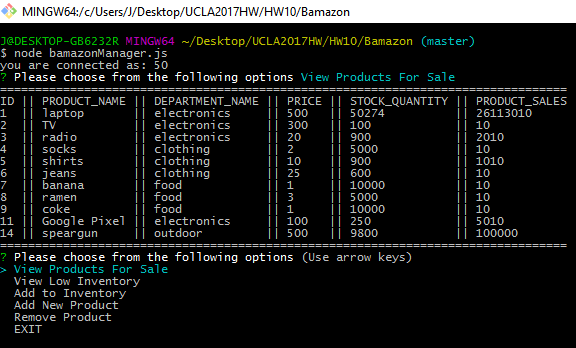 MINGW64:/c/Users/J/Desktop/UCLA2017HW/HW10/Bamazon
J@DESKTOP-GB6232R MINGW64 ~/Desktop/UCLA2017HW/HW10/Bamazon (master)
$ node bamazonManager.js
you are connected as: 50
? Please choose from the following options View Products For Sale
===============================================================================
ID || PRODUCT_NAME || DEPARTMENT_NAME || PRICE || STOCK_QUANTITY || PRODUCT_SALES
1 || laptop || electronics || 500 || 50274 || 26113010
2 || TV || electronics || 300 || 100 || 10
3 || radio || electronics || 20 || 900 || 2010
4 || socks || clothing || 2 || 5000 || 10
5 || shirts || clothing || 10 || 900 || 1010
6 || jeans || clothing || 25 || 600 || 10
7 || banana || food || 1 || 10000 || 10
8 || ramen || food || 3 || 5000 || 10
9 || coke || food || 1 || 10000 || 10
11 || Google Pixel || electronics || 100 || 250 || 5010
14 || speargun || outdoor || 500 || 9800 || 100000
===============================================================================
? Please choose from the following options (Use arrow keys)
> View Products For Sale
View Low Inventory
Add to Inventory
Add New Product
Remove Product
EXIT